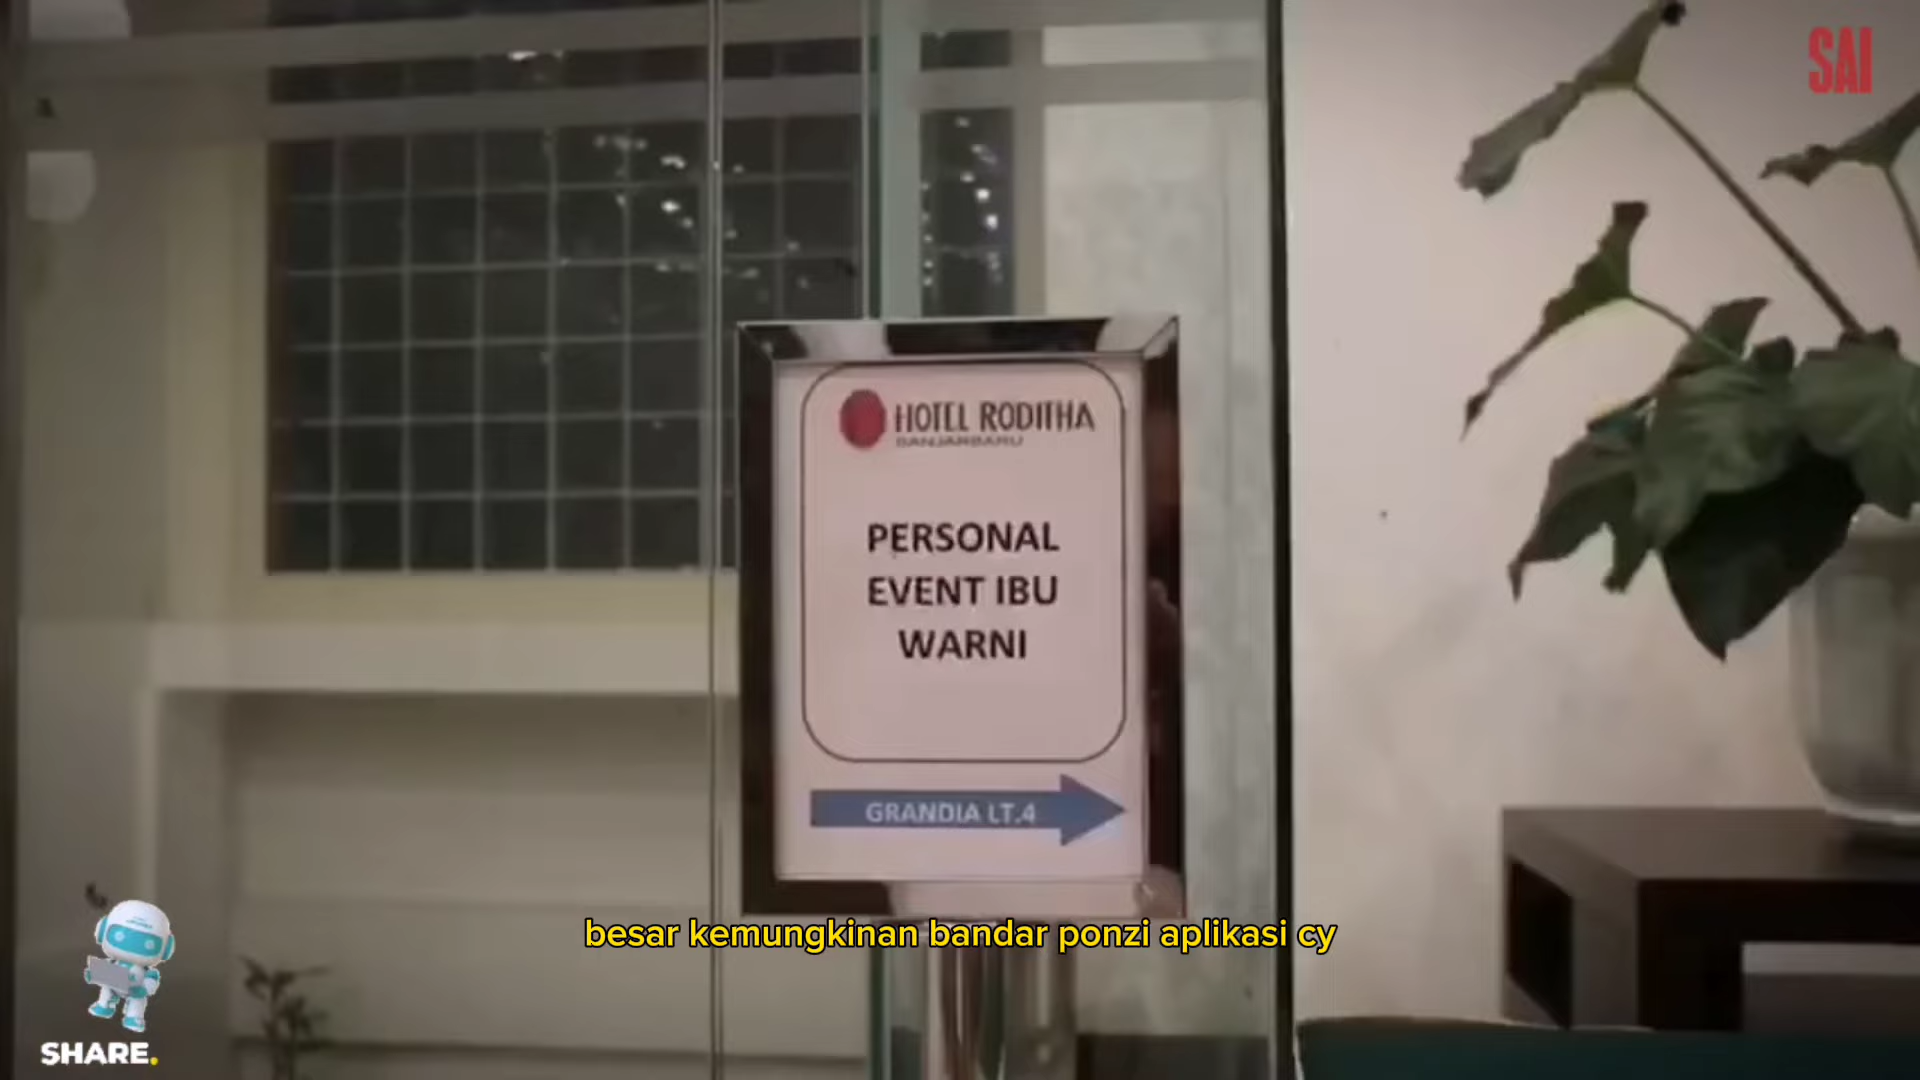 SAI
HOTEL RODITHA
BANJARBARU
PERSONAL
EVENT IBU
WARNI
GRANDIA LT.4
besar kemungkinan bandar ponzi aplikasi cy
SHARE.